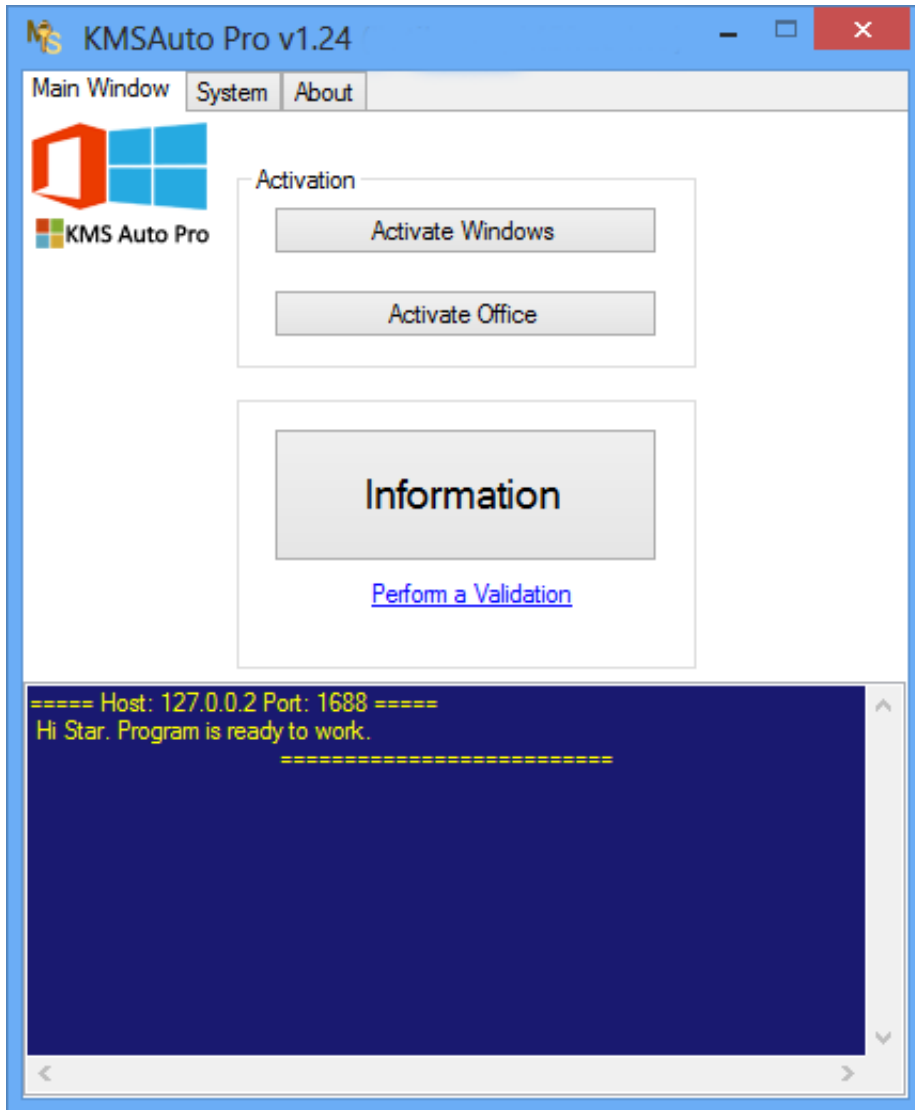 KMSAuto Pro v1.24
Main Window System About
KMS Auto Pro
Activation
Activate Windows
Activate Office
Information
Perform a Validation
===== Host: 127.0.0.2 Port: 1688 =====
Hi Star. Program is ready to work.
==========================